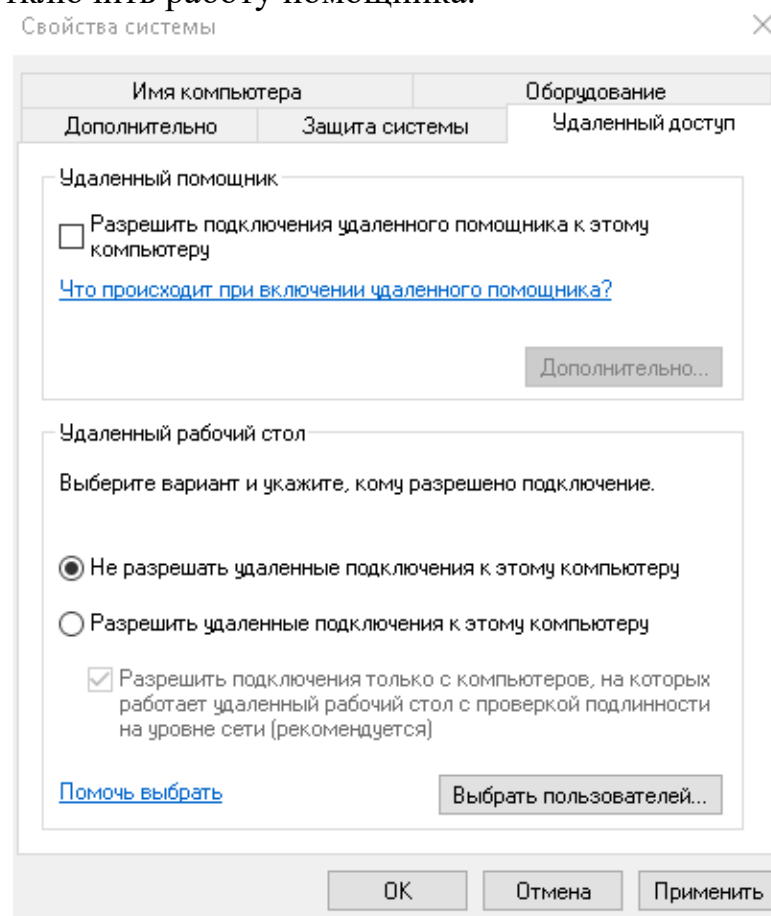 ключить работу помощника.
Свойства системы
Имя компьютера
Оборудование
Дополнительно
Защита системы
Удаленный доступ
Удаленный помощник
Разрешить подключения удаленного помощника к этому
компьютеру
Что происходит при включении удаленного помощника?
Дополнительно...
Удаленный рабочий стол
Выберите вариант и укажите, кому разрешено подключение.
Не разрешать удаленные подключения к этому компьютеру
Разрешить удаленные подключения к этому компьютеру
Разрешить подключения только с компьютеров, на которых
работает удаленный рабочий стол с проверкой подлинности
на уровне сети (рекомендуется)
Помочь выбрать
Выбрать пользователей...
OK
Отмена
Применить